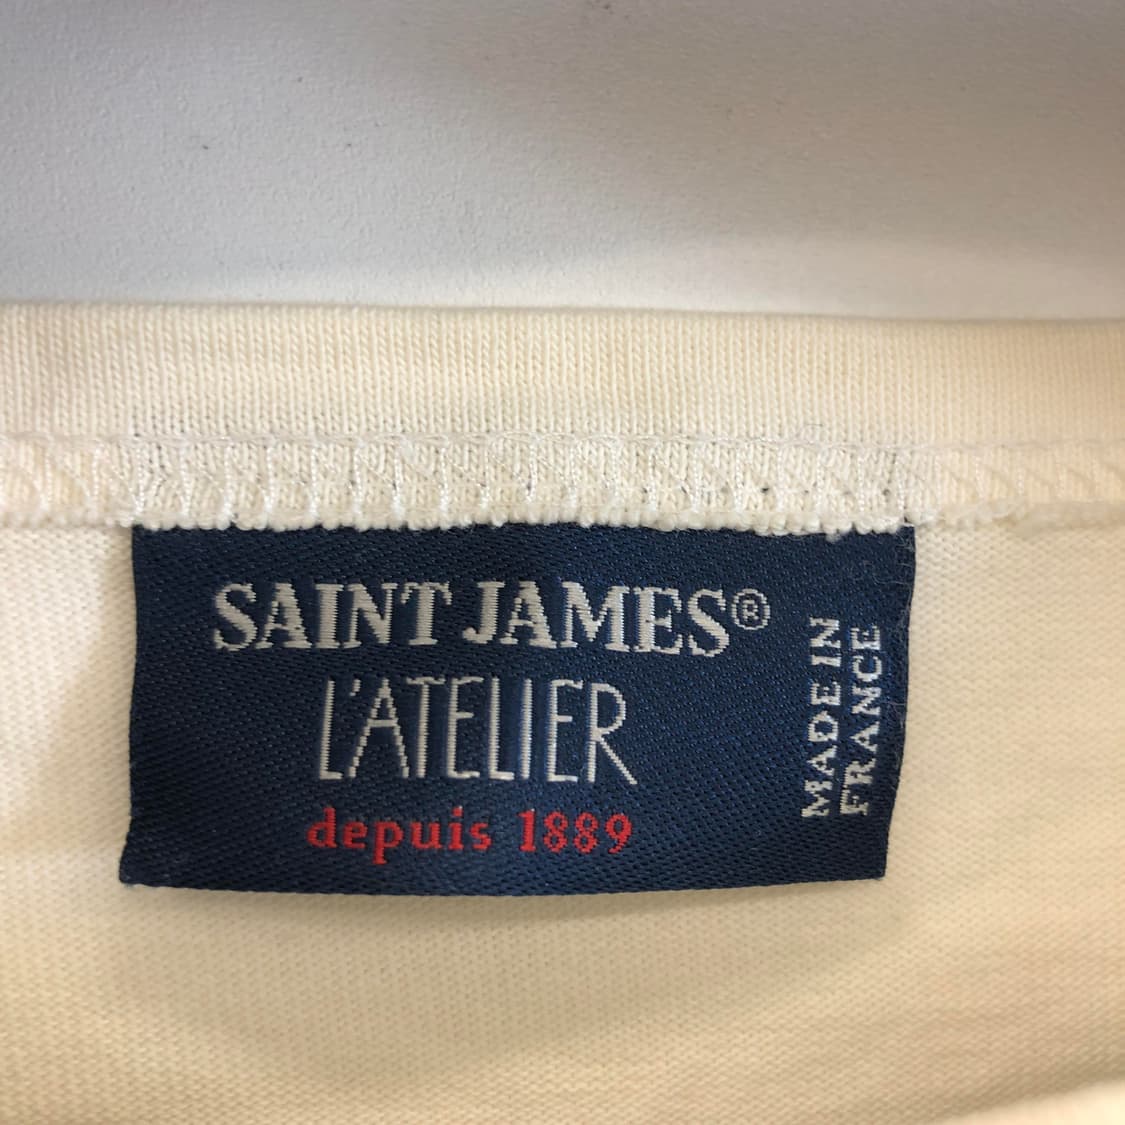 SAINT JAMES®
L'ATELIER
depuis 1889
MADE IN
FRANCE